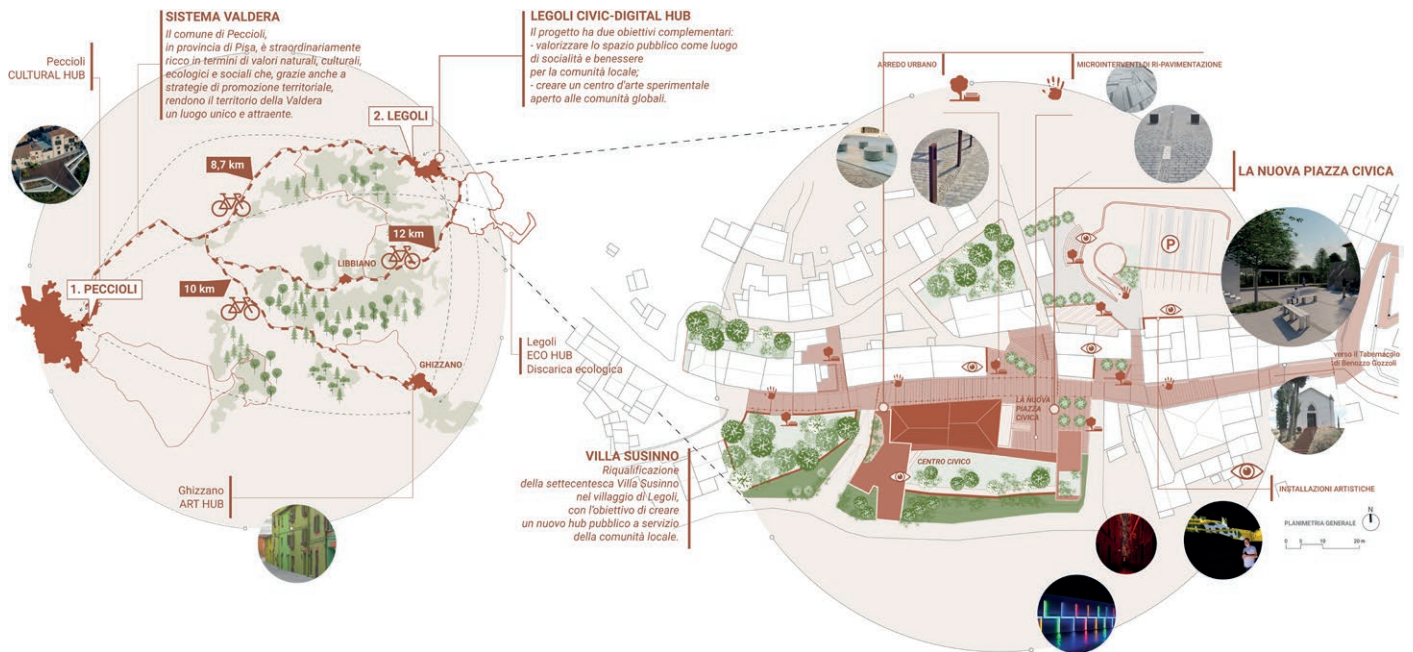 SISTEMA VALDERA
Il comune di Peccioli,
in provincia di Pisa, è straordinariamente
ricco in termini di valori naturali, culturali,
ecologici e sociali che, grazie anche a
strategie di promozione territoriale,
rendono il territorio della Valdera
un luogo unico e attraente.
Peccioli
CULTURAL HUB
LEGOLI CIVIC-DIGITAL HUB
Il progetto ha due obiettivi complementari:
- valorizzare lo spazio pubblico come luogo
di socialità e benessere
per la comunità locale;
- creare un centro d'arte sperimentale
aperto alle comunità globali.
2. LEGOLI
8,7 km
12 km
LIBBIANO
10 km
1. PECCIOLI
GHIZZANO
Legoli
ECO HUB
Discarica ecologica
Ghizzano
ART HUB
ARREDO URBANO
MICROINTERVENTI DI RI-PAVIMENTAZIONE
LA NUOVA PIAZZA CIVICA
P
verso il Tabernacolo
di Benozzo Gozzoli
LA NUOVA
PIAZZA
CIVICA
CENTRO CIVICO
VILLA SUSINNO
Riqualificazione
della settecentesca Villa Susinno
nel villaggio di Legoli,
con l'obiettivo di creare
un nuovo hub pubblico a servizio
della comunità locale.
INSTALLAZIONI ARTISTICHE
PLANIMETRIA GENERALE
N
0 5 10 20 m